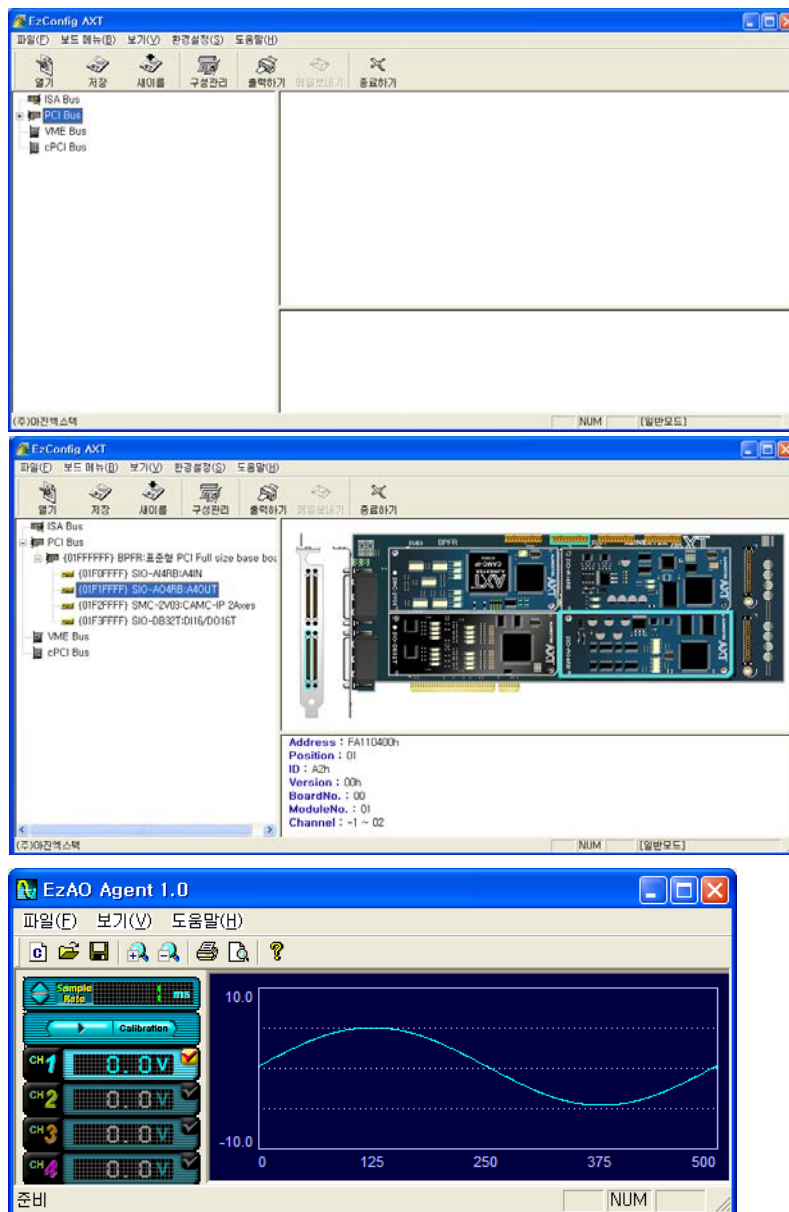 EzConfig AXT
파일(F) 보드 메뉴(B) 보기(V) 환경설정(S) 도움말(H)
열기 저장 새이름 구성관리 출력하기 메일보내기 종료하기
ISA Bus
PCI Bus
VME Bus
cPCI Bus
(주)아진엑스텍 NUM [일반모드]
EzConfig AXT
파일(F) 보드 메뉴(B) 보기(V) 환경설정(S) 도움말(H)
열기 저장 새이름 구성관리 출력하기 메일보내기 종료하기
ISA Bus
PCI Bus
{01FFFFFF} BPFR:표준형 PCI Full size base boa
{01F0FFFF} SIO-AI4RB:A4IN
{01F1FFFF} SIO-AO4RB:A4OUT
{01F2FFFF} SMC-2V03:CAMC-IP 2Axes
{01F3FFFF} SIO-DB32T:DI16/DO16T
VME Bus
cPCI Bus
BPFR
AXT
CAMC-IP
AXT
AXT
AXT
Address : FA110400h
Position : 01
ID : A2h
Version : 00h
BoardNo. : 00
ModuleNo. : 01
Channel : -1 ~ 02
(주)아진엑스텍 NUM [일반모드]
EzAO Agent 1.0
파일(F) 보기(V) 도움말(H)
Sample Rate ms
Calibration
CH1 0.0V
CH2 0.0V
CH3 0.0V
CH4 0.0V
10.0
-10.0
0 125 250 375 500
준비 NUM